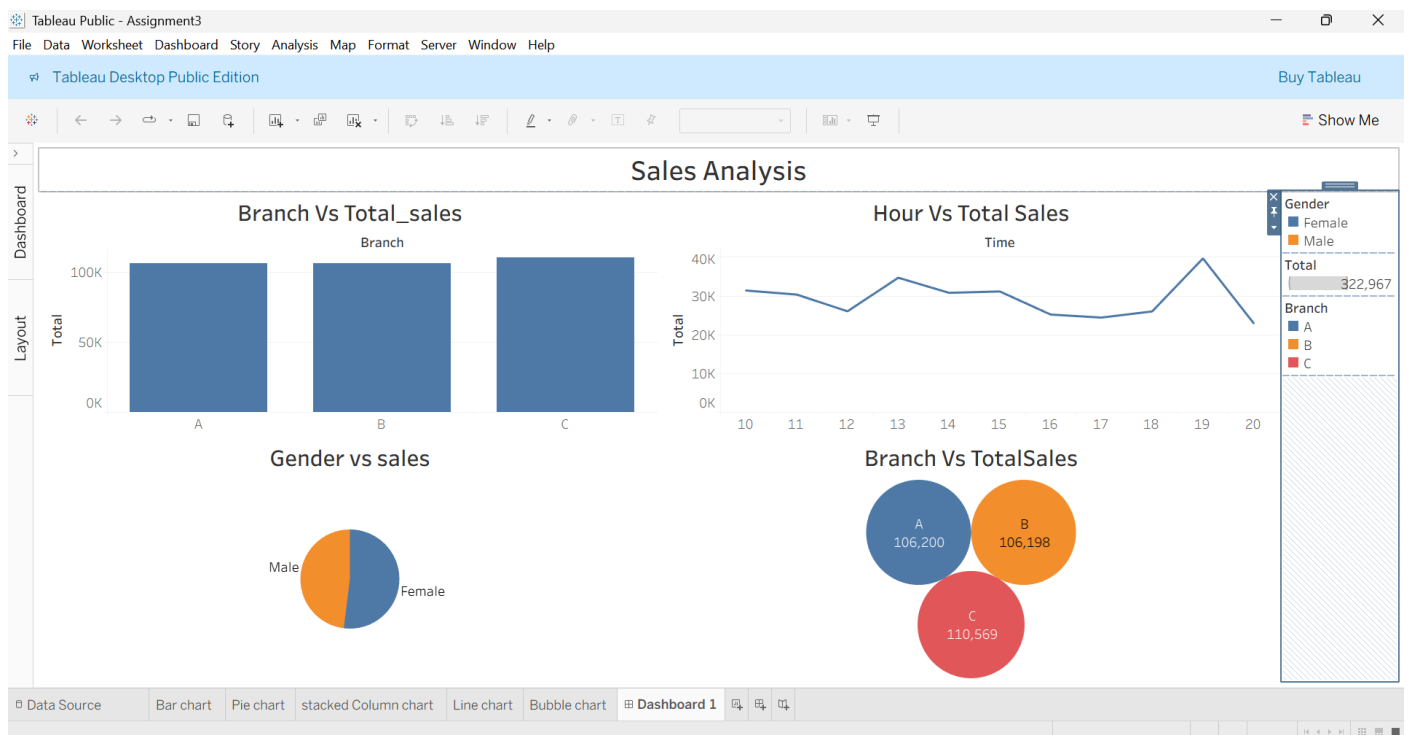 Tableau Public - Assignment3
File Data Worksheet Dashboard Story Analysis Map Format Server Window Help
Tableau Desktop Public Edition
Buy Tableau
Show Me
Dashboard
Layout
Sales Analysis
Branch Vs Total_sales
Branch
Total
100K
50K
0K
A B C
Hour Vs Total Sales
Time
Total
40K
30K
20K
10K
0K
10 11 12 13 14 15 16 17 18 19 20
Gender vs sales
Male
Female
Branch Vs TotalSales
A
106,200
B
106,198
C
110,569
Gender
Female
Male
Total
322,967
Branch
A
B
C
Data Source Bar chart Pie chart stacked Column chart Line chart Bubble chart Dashboard 1